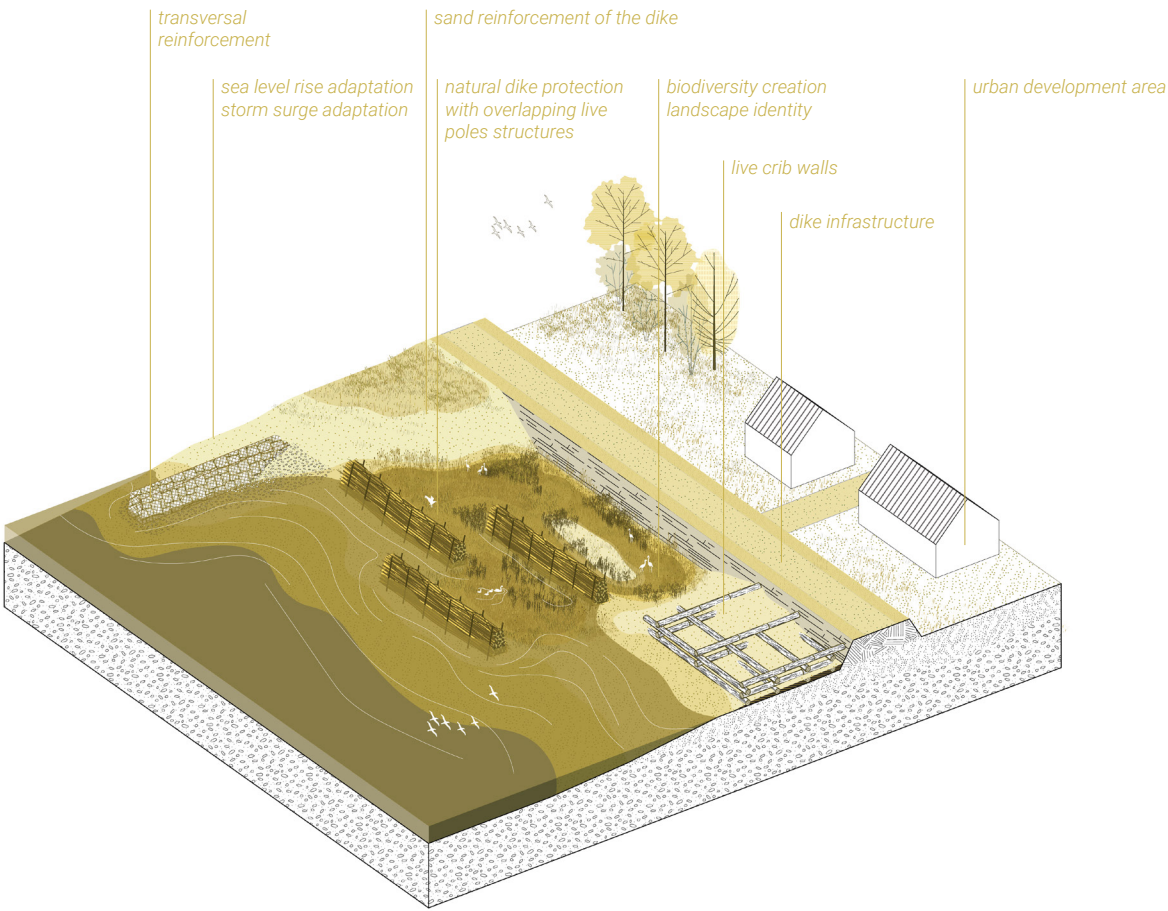 transversal
reinforcement
sand reinforcement of the dike
sea level rise adaptation
storm surge adaptation
natural dike protection
with overlapping live
poles structures
biodiversity creation
landscape identity
urban development area
live crib walls
dike infrastructure